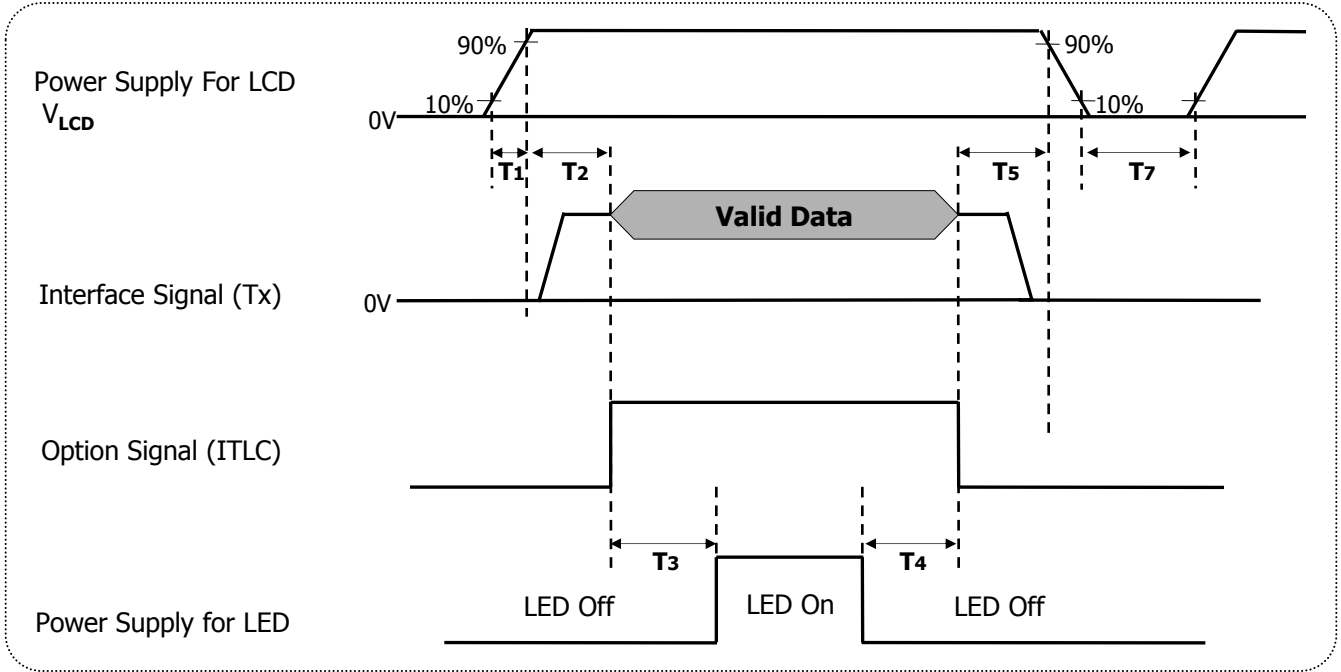 90%
90%
Power Supply For LCD
VLCD
10%
10%
0V
T1
T2
T5
T7
Valid Data
Interface Signal (Tx)
0V
Option Signal (ITLC)
T3
T4
LED Off
LED On
LED Off
Power Supply for LED